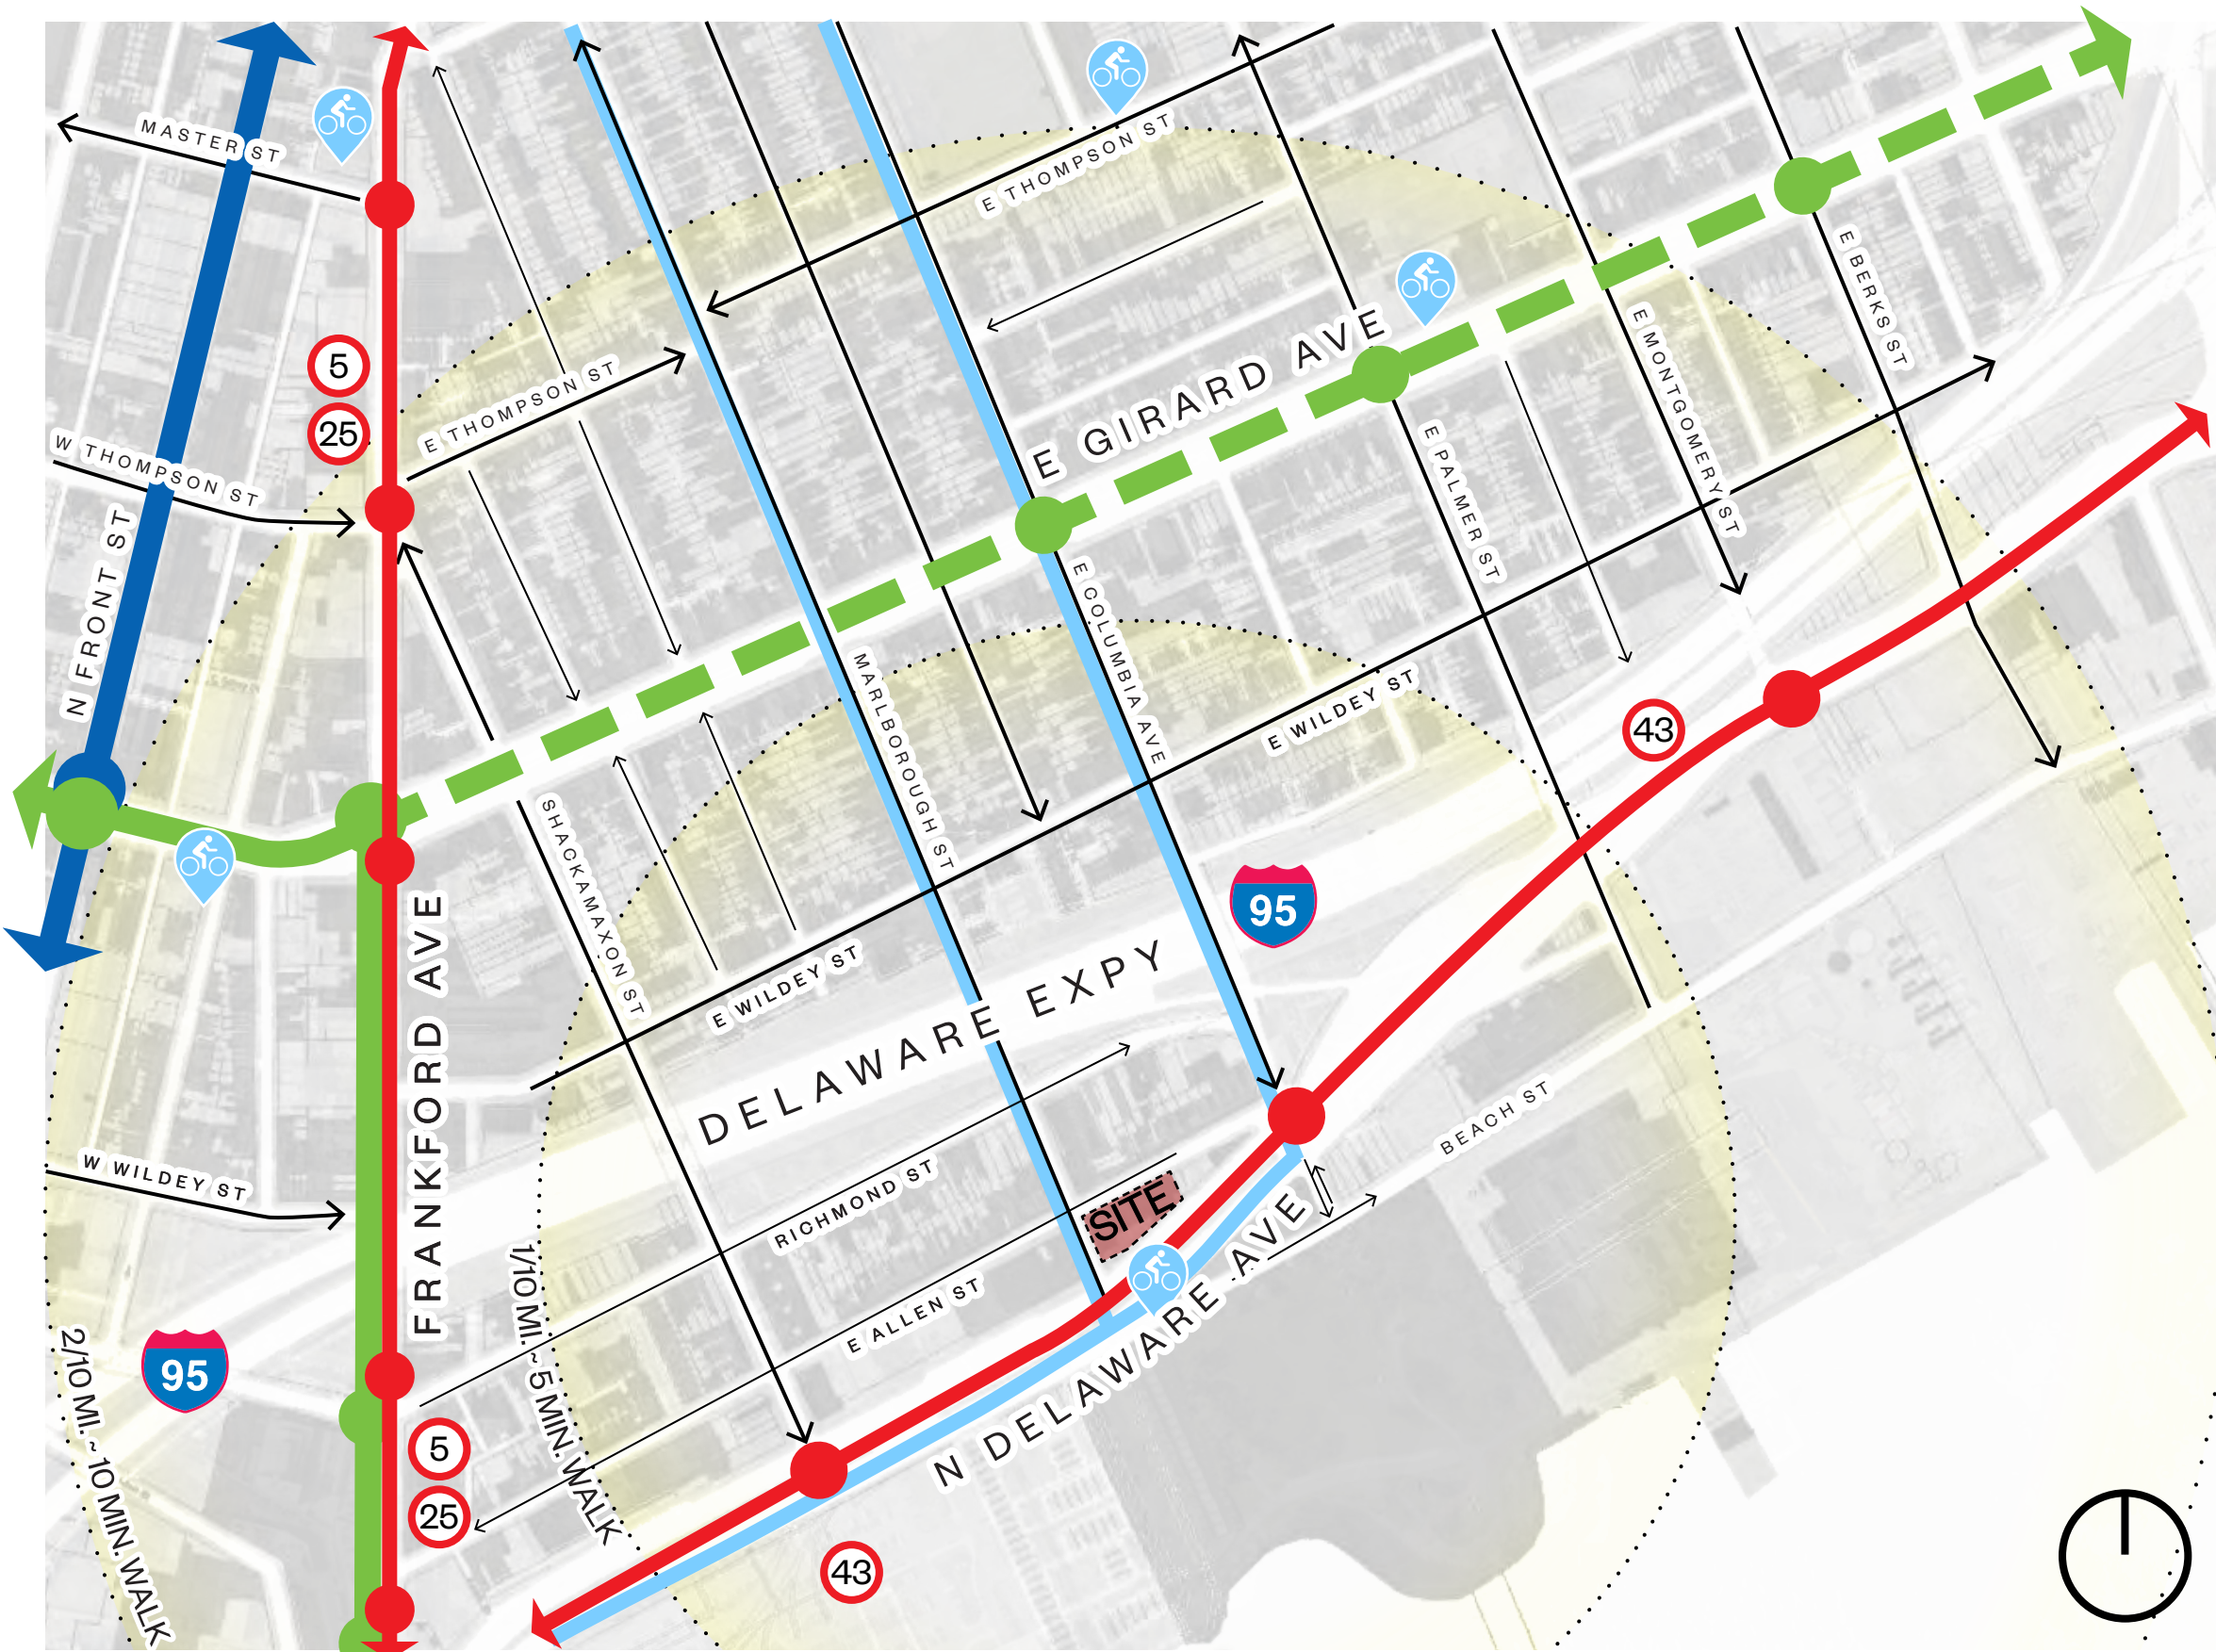 MASTER ST
E THOMPSON ST
E BERKS ST
5
E MONTGOMERY ST
E GIRARD AVE
E THOMPSON ST
25
W THOMPSON ST
E PALMER ST
N FRONT ST
E COLUMBIA AVE
MARLBOROUGH ST
E WILDEY ST
43
SHACKAMAXON ST
95
FRANKFORD AVE
E WILDEY ST
DELAWARE EXPY
BEACH ST
W WILDEY ST
RICHMOND ST
SITE
E ALLEN ST
N DELAWARE AVE
1/10 MI. ~ 5 MIN. WALK
95
2/10 MI. ~ 10 MIN. WALK
5
25
43